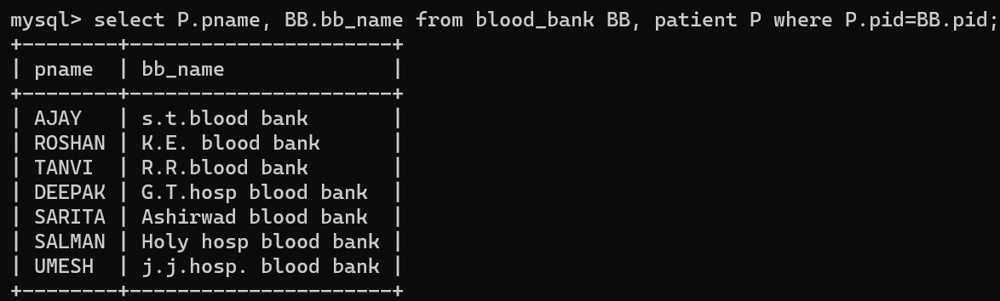 mysql> select P.pname, BB.bb_name from blood_bank BB, patient P where P.pid=BB.pid;
+--------+----------------------+
| pname  | bb_name              |
+--------+----------------------+
| AJAY   | s.t.blood bank       |
| ROSHAN | K.E. blood bank      |
| TANVI  | R.R.blood bank       |
| DEEPAK | G.T.hosp blood bank  |
| SARITA | Ashirwad blood bank  |
| SALMAN | Holy hosp blood bank |
| UMESH  | j.j.hosp. blood bank |
+--------+----------------------+